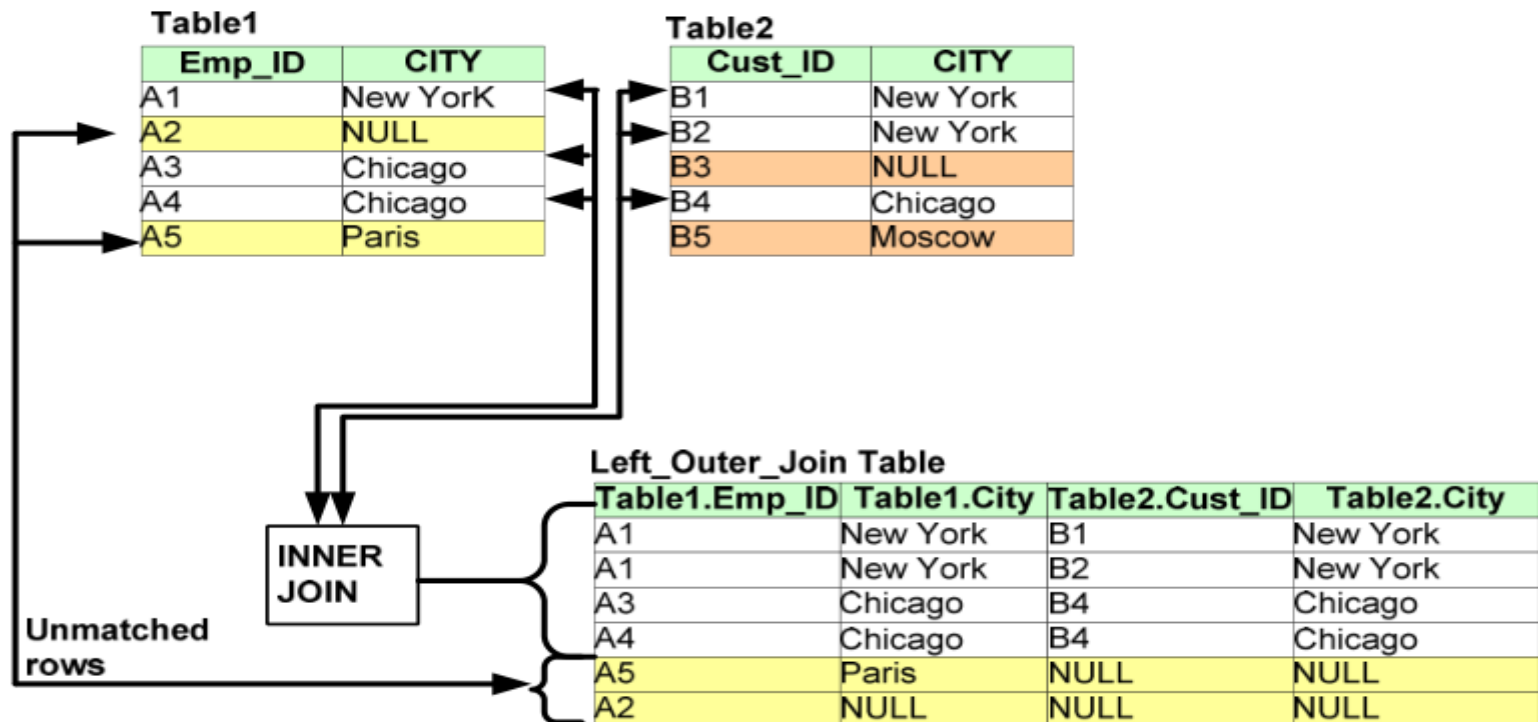 Table1
Emp_ID CITY
A1 New YorK
A2 NULL
A3 Chicago
A4 Chicago
A5 Paris
Table2
Cust_ID CITY
B1 New York
B2 New York
B3 NULL
B4 Chicago
B5 Moscow
INNER
JOIN
Unmatched
rows
Left_Outer_Join Table
Table1.Emp_ID Table1.City Table2.Cust_ID Table2.City
A1 New York B1 New York
A1 New York B2 New York
A3 Chicago B4 Chicago
A4 Chicago B4 Chicago
A5 Paris NULL NULL
A2 NULL NULL NULL